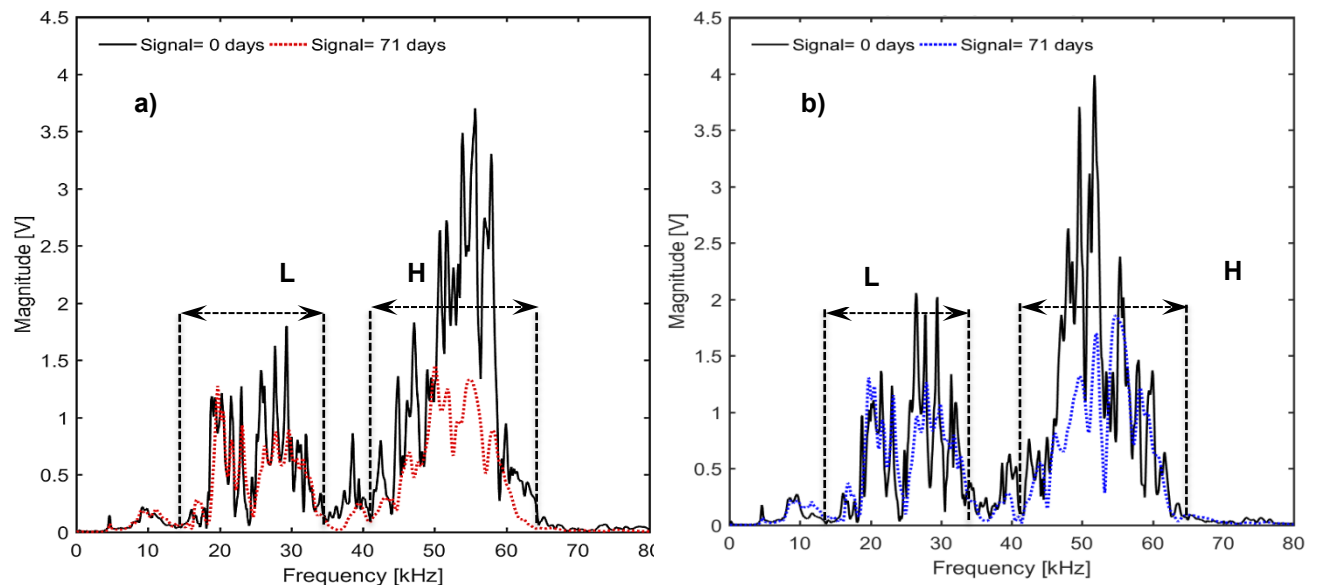 4.5
Signal= 0 days Signal= 71 days
4
a)
3.5
3
2.5
L H
2
1.5
1
0.5
0
0 10 20 30 40 50 60 70 80
Magnitude [V]
Frequency [kHz]
4.5
Signal= 0 days Signal= 71 days
4
b)
3.5
3
2.5
L H
2
1.5
1
0.5
0
0 10 20 30 40 50 60 70 80
Magnitude [V]
Frequency [kHz]